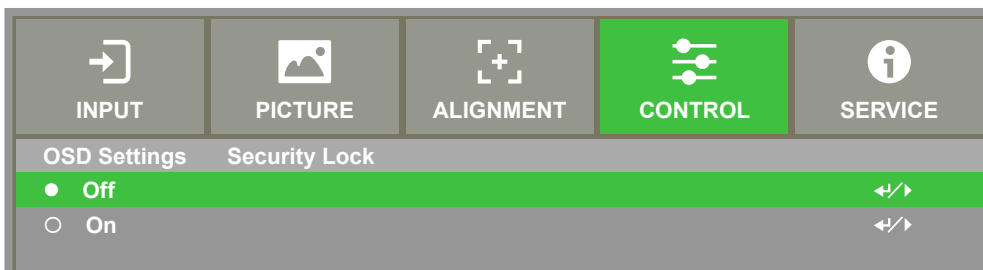 INPUT PICTURE ALIGNMENT CONTROL SERVICE
OSD Settings Security Lock
Off
On